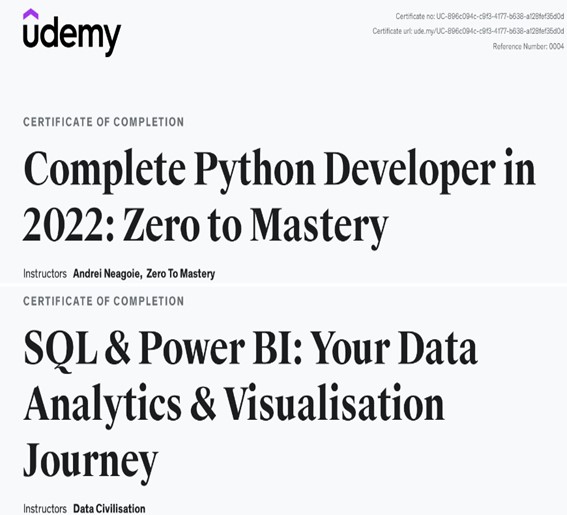 udemy
Certificate no: UC-896c094c-c9f3-4177-b638-a128fef35d0d
Certificate url: ude.my/UC-896c094c-c9f3-4177-b638-a128fef35d0d
Reference Number: 0004
CERTIFICATE OF COMPLETION
Complete Python Developer in
2022: Zero to Mastery
Instructors Andrei Neagoie, Zero To Mastery
CERTIFICATE OF COMPLETION
SQL & Power BI: Your Data
Analytics & Visualisation
Journey
Instructors Data Civilisation